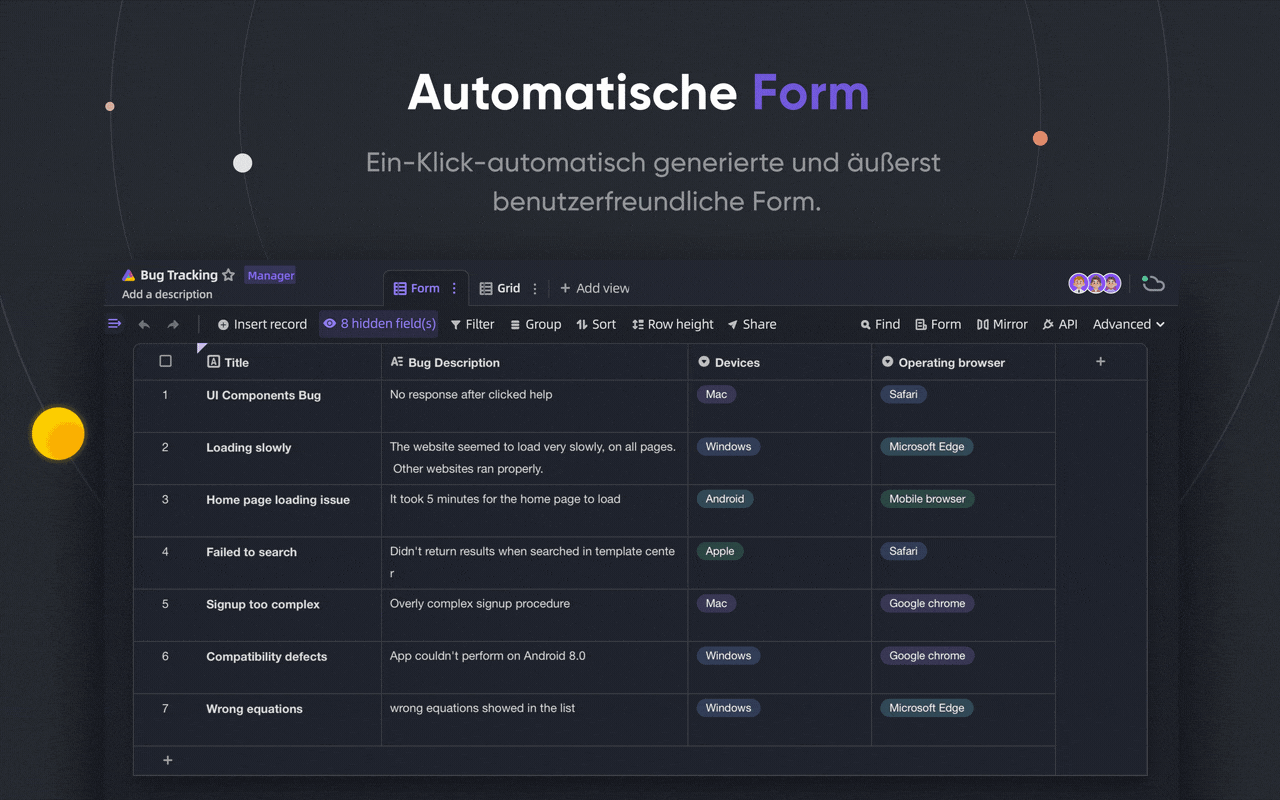 Automatische Form
Ein-Klick-automatisch generierte und äußerst
benutzerfreundliche Form.
Bug Tracking Manager
Add a description
Form Grid + Add view
Insert record 8 hidden field(s) Filter Group Sort Row height Share Find Form Mirror API Advanced
Title Bug Description Devices Operating browser +
1 UI Components Bug No response after clicked help Mac Safari
2 Loading slowly The website seemed to load very slowly, on all pages. Windows Microsoft Edge
Other websites ran properly.
3 Home page loading issue It took 5 minutes for the home page to load Android Mobile browser
4 Failed to search Didn't return results when searched in template cente Apple Safari
r
5 Signup too complex Overly complex signup procedure Mac Google chrome
6 Compatibility defects App couldn't perform on Android 8.0 Windows Google chrome
7 Wrong equations wrong equations showed in the list Windows Microsoft Edge
+